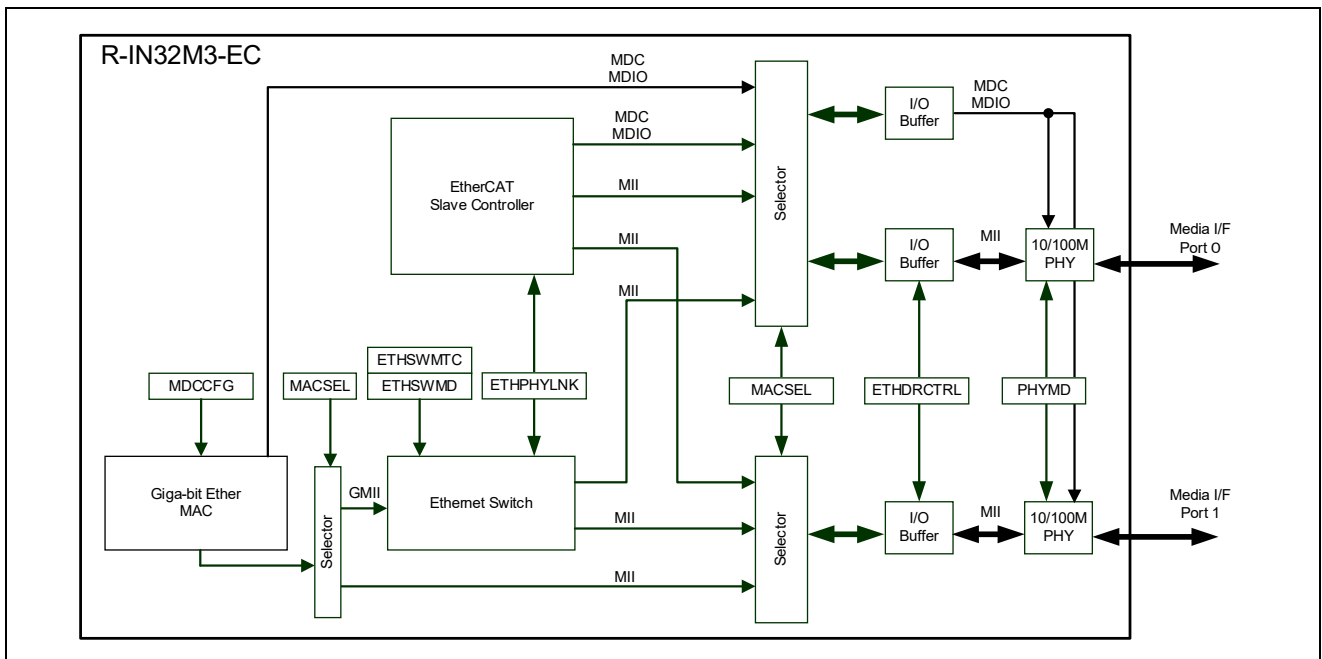 R-IN32M3-EC
MDC
MDIO
MDC
MDIO
I/O
Buffer
MDC
MDIO
EtherCAT
Slave Controller
MII
Selector
MII
I/O
Buffer
MII
10/100M
PHY
Media I/F
Port 0
MII
ETHSWMTC
MDCCFG
MACSEL
ETHSWMD
ETHPHYLNK
MACSEL
ETHDRCTRL
PHYMD
Giga-bit Ether
MAC
Selector
GMII
Ethernet Switch
MII
Selector
I/O
Buffer
MII
10/100M
PHY
Media I/F
Port 1
MII